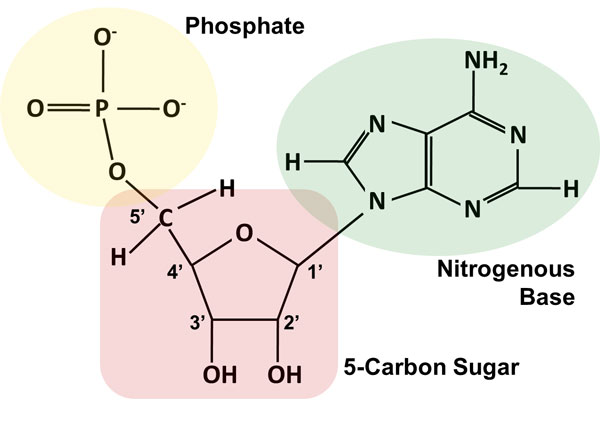 Phosphate
O-
O P O-
O
5' C H
H
4' O 1'
3' 2'
OH OH
NH2
N N
H H
N N
Nitrogenous
Base
5-Carbon Sugar